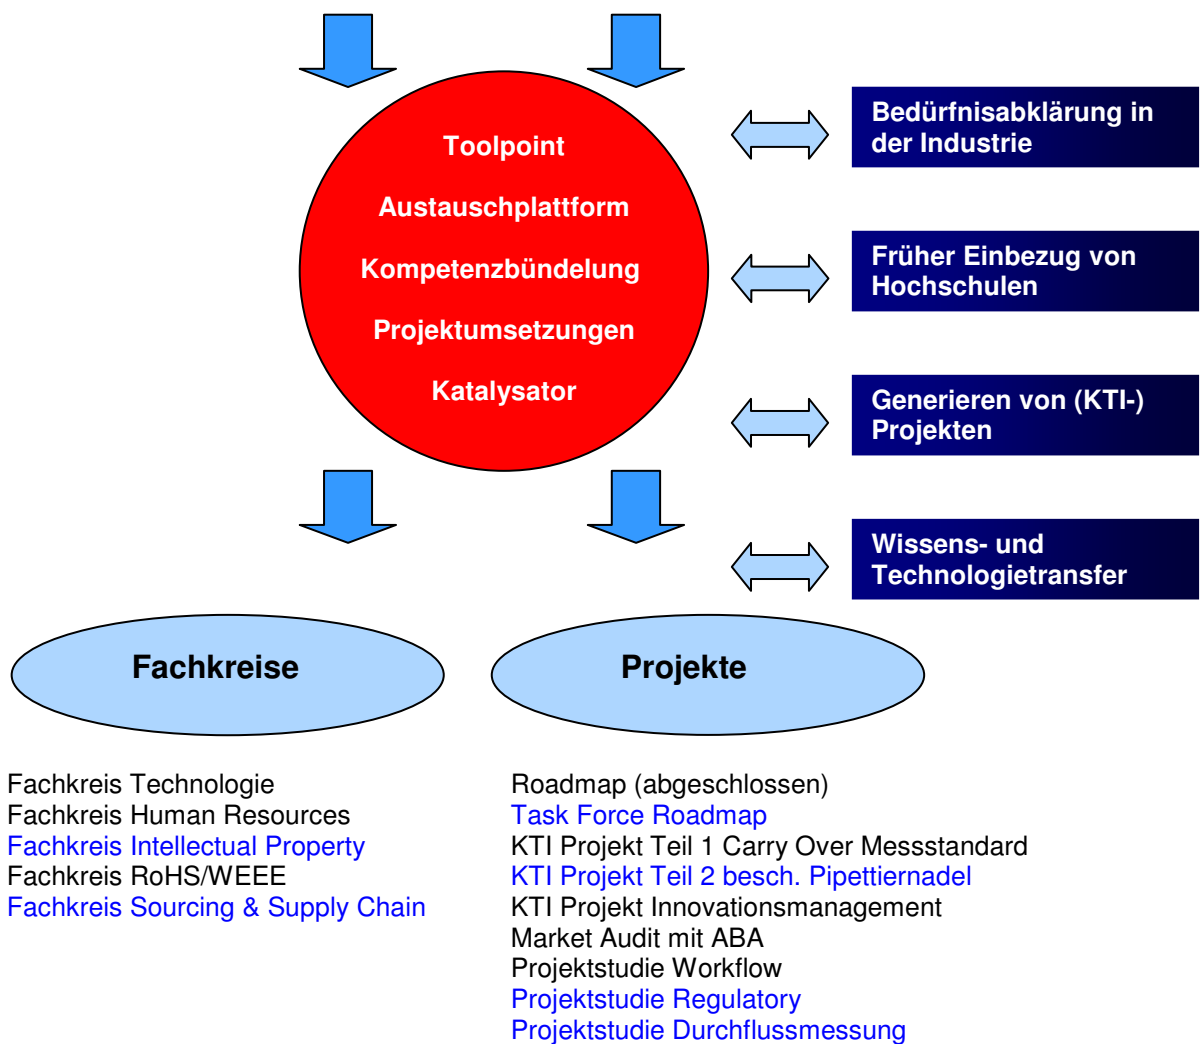 Toolpoint
Austauschplattform
Kompetenzbündelung
Projektumsetzungen
Katalysator
Bedürfnisabklärung in
der Industrie
Früher Einbezug von
Hochschulen
Generieren von (KTI-)
Projekten
Wissens- und
Technologietransfer
Fachkreise
Fachkreis Technologie
Fachkreis Human Resources
Fachkreis Intellectual Property
Fachkreis RoHS/WEEE
Fachkreis Sourcing & Supply Chain
Projekte
Roadmap (abgeschlossen)
Task Force Roadmap
KTI Projekt Teil 1 Carry Over Messstandard
KTI Projekt Teil 2 besch. Pipettiernadel
KTI Projekt Innovationsmanagement
Market Audit mit ABA
Projektstudie Workflow
Projektstudie Regulatory
Projektstudie Durchflussmessung